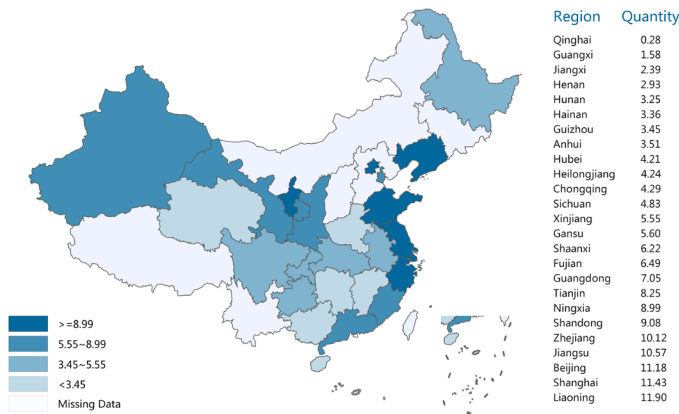 Region Quantity
Qinghai 0.28
Guangxi 1.58
Jiangxi 2.39
Henan 2.93
Hunan 3.25
Hainan 3.36
Guizhou 3.45
Anhui 3.51
Hubei 4.21
Heilongjiang 4.24
Chongqing 4.29
Sichuan 4.83
Xinjiang 5.55
Gansu 5.60
Shaanxi 6.22
Fujian 6.49
Guangdong 7.05
Tianjin 8.25
Ningxia 8.99
Shandong 9.08
Zhejiang 10.12
Jiangsu 10.57
Beijing 11.18
Shanghai 11.43
Liaoning 11.90
>=8.99
5.55~8.99
3.45~5.55
<3.45
Missing Data